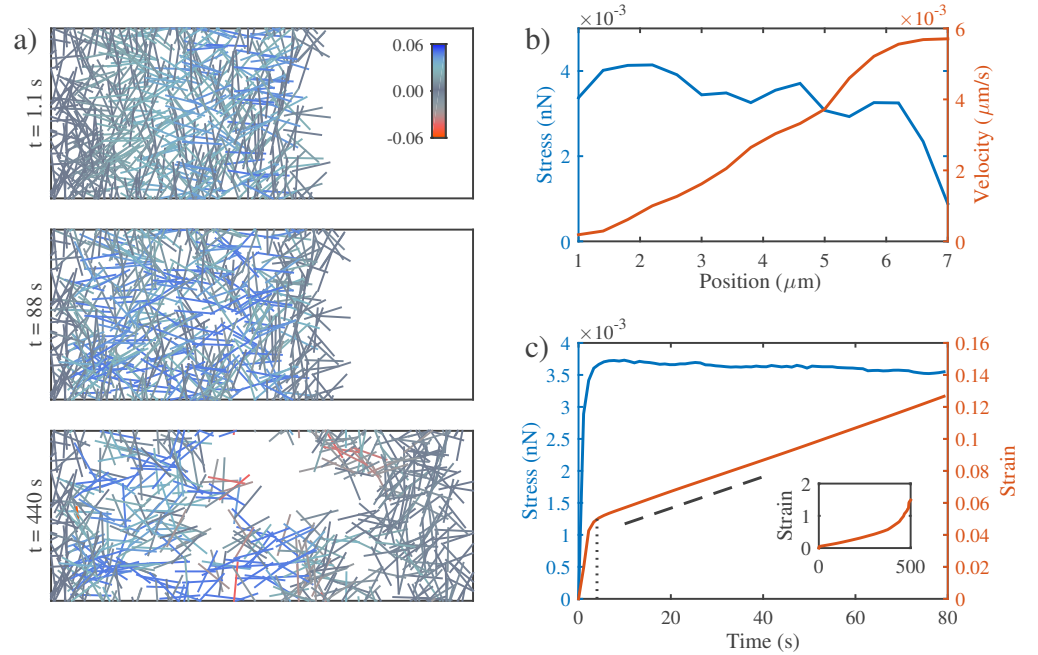 a)
t = 1.1 s
0.06
0.00
-0.06
t = 88 s
t = 440 s
b)
×10⁻³
×10⁻³
Stress (nN)
0
2
4
Velocity (μm/s)
0
1
2
3
4
5
6
1 2 3 4 5 6 7
Position (μm)
c)
×10⁻³
Stress (nN)
4
3.5
3
2.5
2
1.5
1
0.5
0
Strain
0.16
0.14
0.12
0.1
0.08
0.06
0.04
0.02
0
Strain
2
1
0
0 500
0 20 40 60 80
Time (s)